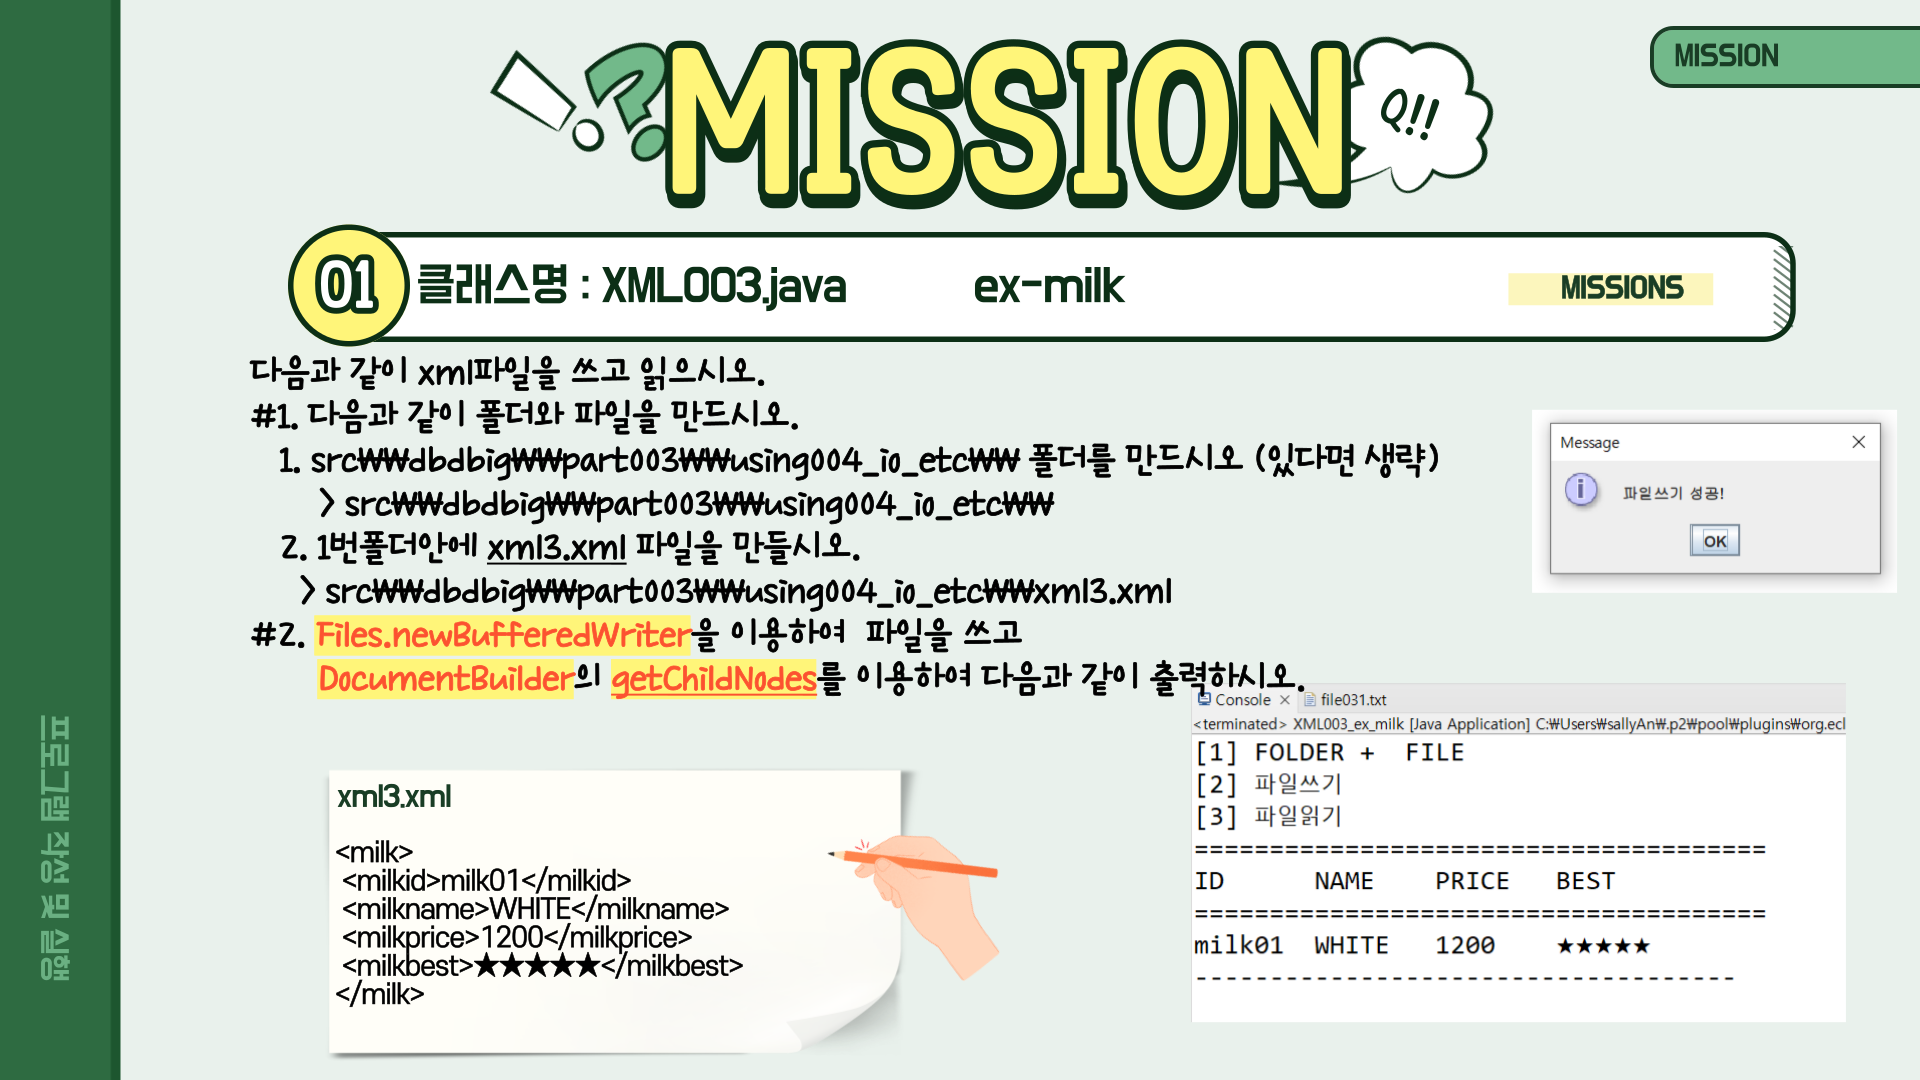 MISSION
MISSION
Q!!
01 클래스명 : XML003.java ex-milk MISSIONS
다음과 같이 xml파일을 쓰고 읽으시오.
#1. 다음과 같이 폴더와 파일을 만드시오.
1. src₩₩dbdbig₩₩part003₩₩using004_io_etc₩₩ 폴더를 만드시오 (있다면 생략)
> src₩₩dbdbig₩₩part003₩₩using004_io_etc₩₩
2. 1번폴더안에 xml3.xml 파일을 만들시오.
> src₩₩dbdbig₩₩part003₩₩using004_io_etc₩₩xml3.xml
#2. Files.newBufferedWriter을 이용하여 파일을 쓰고
DocumentBuilder의 getChildNodes를 이용하여 다음과 같이 출력하시오.
Message
파일쓰기 성공!
OK
xml3.xml
<milk>
<milkid>milk01</milkid>
<milkname>WHITE</milkname>
<milkprice>1200</milkprice>
<milkbest>★★★★★</milkbest>
</milk>
Console file031.txt
<terminated> XML003_ex_milk [Java Application] C:₩Users₩sallyAn₩.p2₩pool₩plugins₩org.ecl
[1] FOLDER + FILE
[2] 파일쓰기
[3] 파일읽기
======================================
ID NAME PRICE BEST
======================================
milk01 WHITE 1200 ★★★★★
------------------------------------
프로그램 작성 및 실행